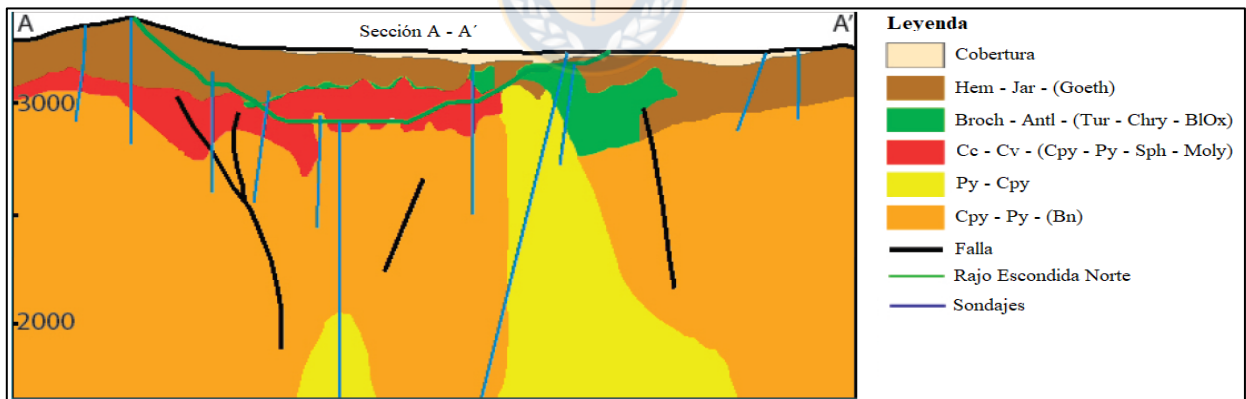 A
Sección A - A´
A'
3000
2000
Leyenda
Cobertura
Hem - Jar - (Goeth)
Broch - Antl - (Tur - Chry - BlOx)
Cc - Cv - (Cpy - Py - Sph - Moly)
Py - Cpy
Cpy - Py - (Bn)
Falla
Rajo Escondida Norte
Sondajes